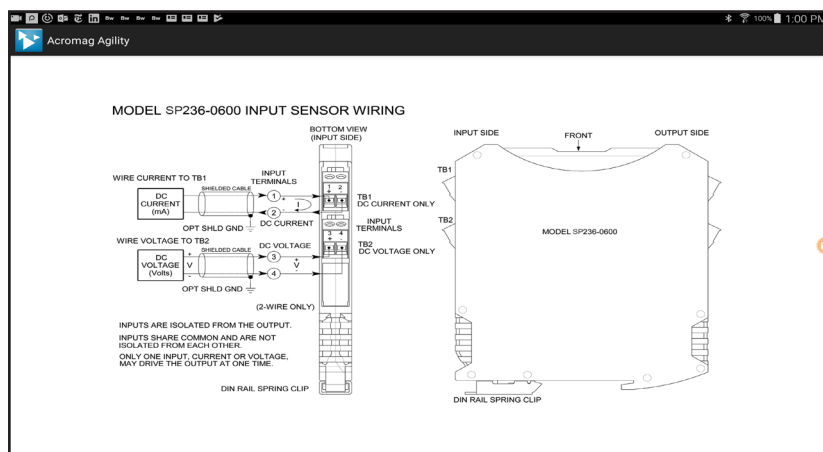 100% 1:00 PM
Acromag Agility
MODEL SP236-0600 INPUT SENSOR WIRING
BOTTOM VIEW
(INPUT SIDE)
WIRE CURRENT TO TB1
INPUT
TERMINALS
SHIELDED CABLE
DC
CURRENT
(mA)
1
+
2
-
I
OPT SHLD GND
DC CURRENT
1 2
+ -
TB1
DC CURRENT ONLY
INPUT
TERMINALS
WIRE VOLTAGE TO TB2
SHIELDED CABLE
DC VOLTAGE
DC
VOLTAGE
(Volts)
+
V
-
3
+
V
-
4
OPT SHLD GND
3 4
+ -
TB2
DC VOLTAGE ONLY
(2-WIRE ONLY)
INPUTS ARE ISOLATED FROM THE OUTPUT.
INPUTS SHARE COMMON AND ARE NOT
ISOLATED FROM EACH OTHER.
ONLY ONE INPUT, CURRENT OR VOLTAGE,
MAY DRIVE THE OUTPUT AT ONE TIME.
DIN RAIL SPRING CLIP
INPUT SIDE
FRONT
OUTPUT SIDE
TB1
TB2
MODEL SP236-0600
DIN RAIL SPRING CLIP